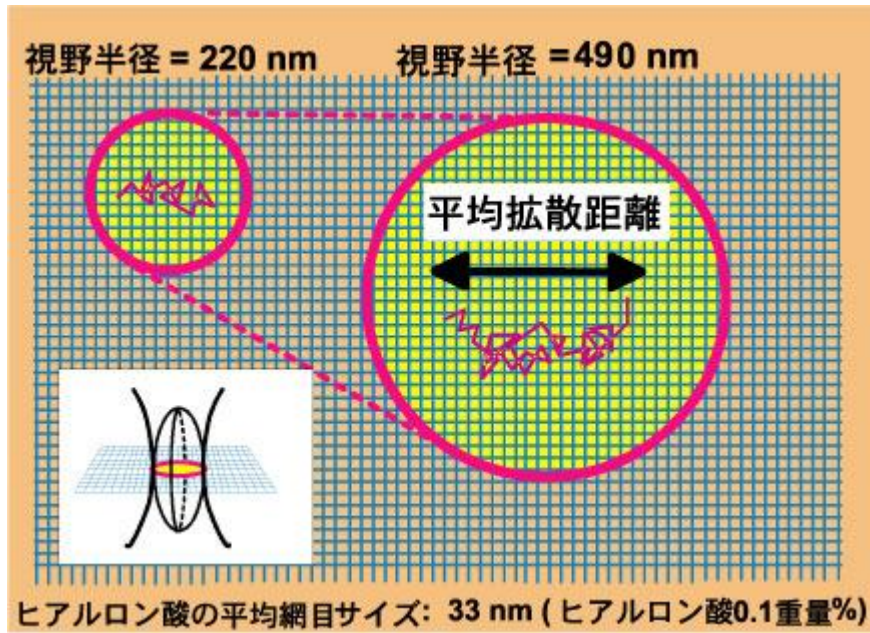 視野半径 = 220 nm
視野半径 =490 nm
平均拡散距離
ヒアルロン酸の平均網目サイズ: 33 nm ( ヒアルロン酸0.1重量%)